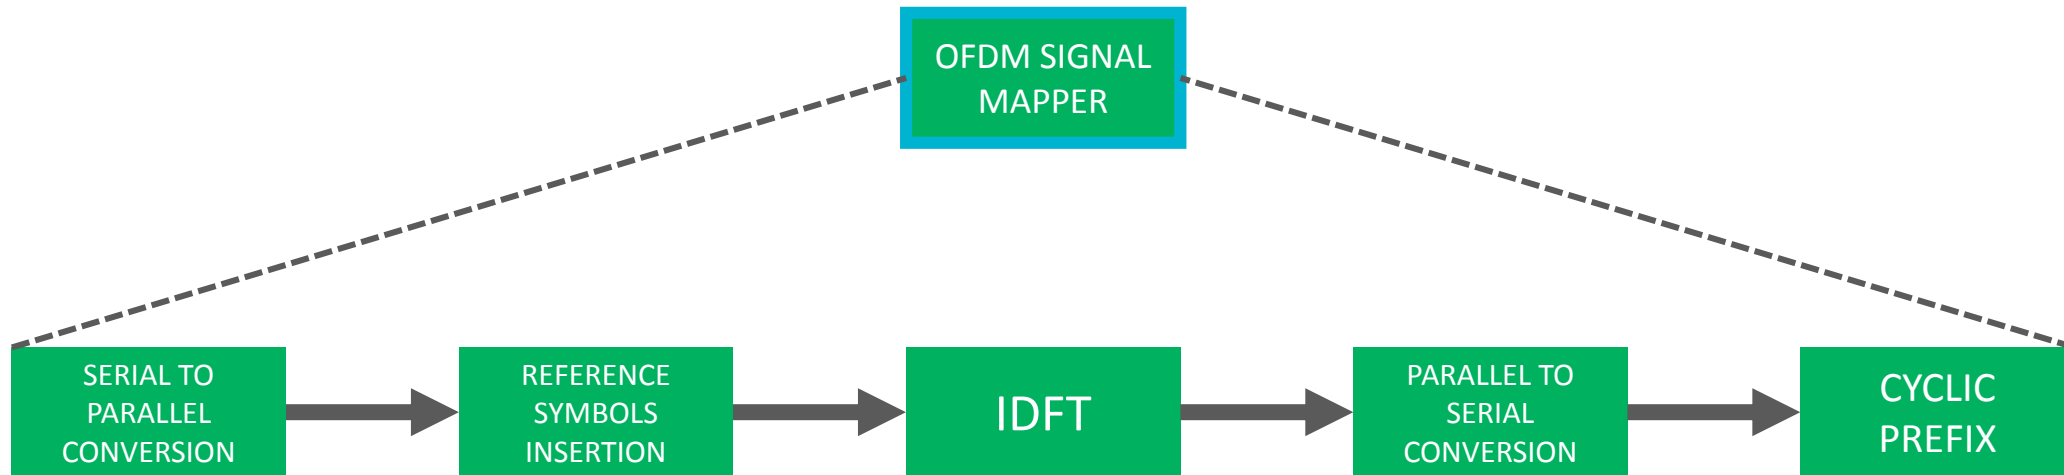 OFDM SIGNAL
MAPPER
SERIAL TO
PARALLEL
CONVERSION
REFERENCE
SYMBOLS
INSERTION
IDFT
PARALLEL TO
SERIAL
CONVERSION
CYCLIC
PREFIX